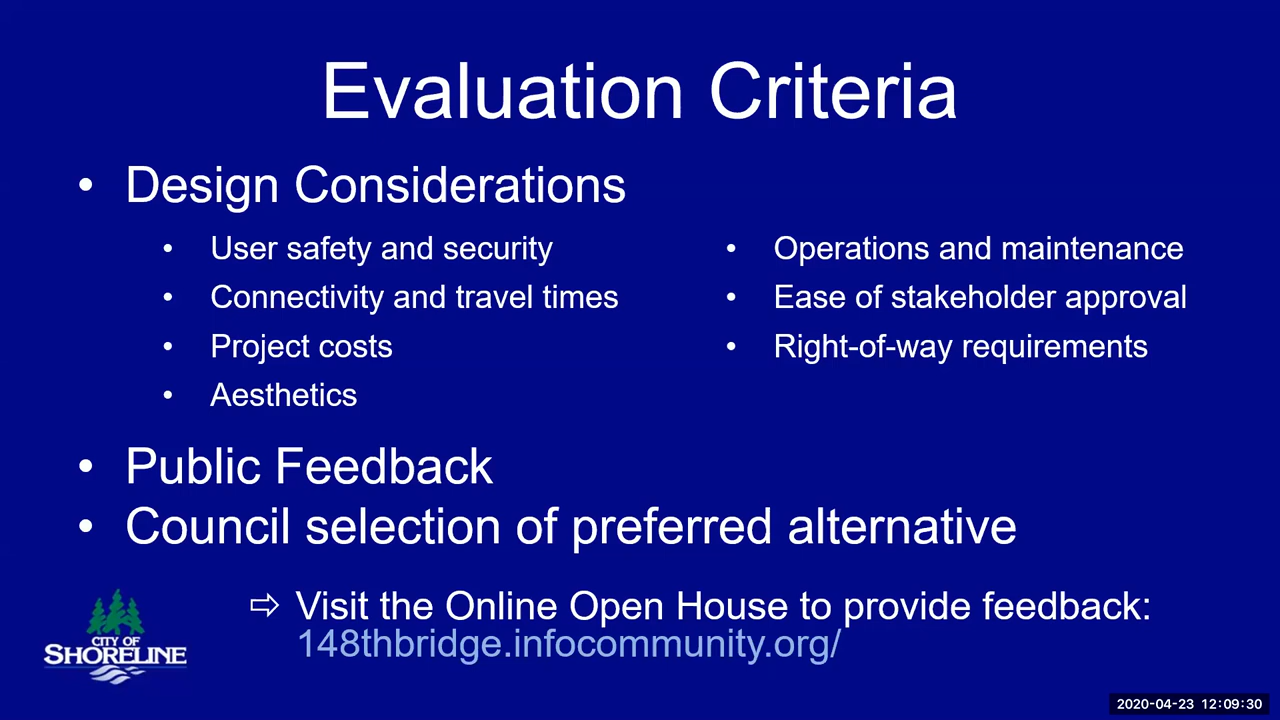 Evaluation Criteria
• Design Considerations
• User safety and security
• Connectivity and travel times
• Project costs
• Aesthetics
• Operations and maintenance
• Ease of stakeholder approval
• Right-of-way requirements
• Public Feedback
• Council selection of preferred alternative
⇨ Visit the Online Open House to provide feedback:
148thbridge.infocommunity.org/
CITY OF
SHORELINE
2020-04-23 12:09:30